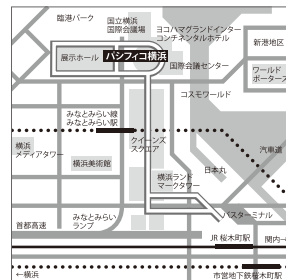 臨港パーク
国立横浜
国際会議場
ヨコハマグランドインター
コンチネンタルホテル
新港地区
展示ホール
パシフィコ横浜
国際会議センター
ワールド
ポーターズ
コスモワールド
みなとみらい線
みなとみらい駅
クイーンズ
スクエア
汽車道
横浜
メディアタワー
横浜美術館
日本丸
横浜ランド
マークタワー
みなとみらい
ランプ
バスターミナル
首都高速
JR 桜木町駅
関内→
←横浜
市営地下鉄桜木町駅